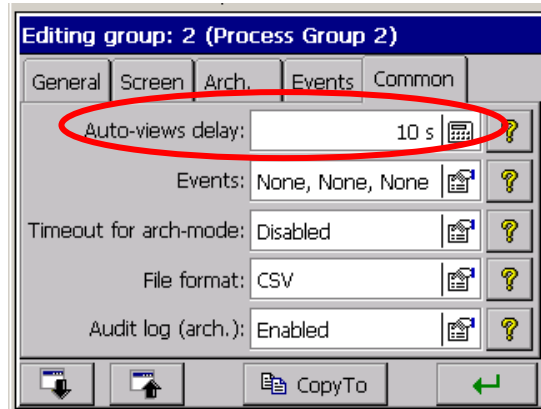 Editing group: 2 (Process Group 2)
General Screen Arch. Events Common
Auto-views delay: 10 s ?
Events: None, None, None ?
Timeout for arch-mode: Disabled ?
File format: CSV ?
Audit log (arch.): Enabled ?
CopyTo